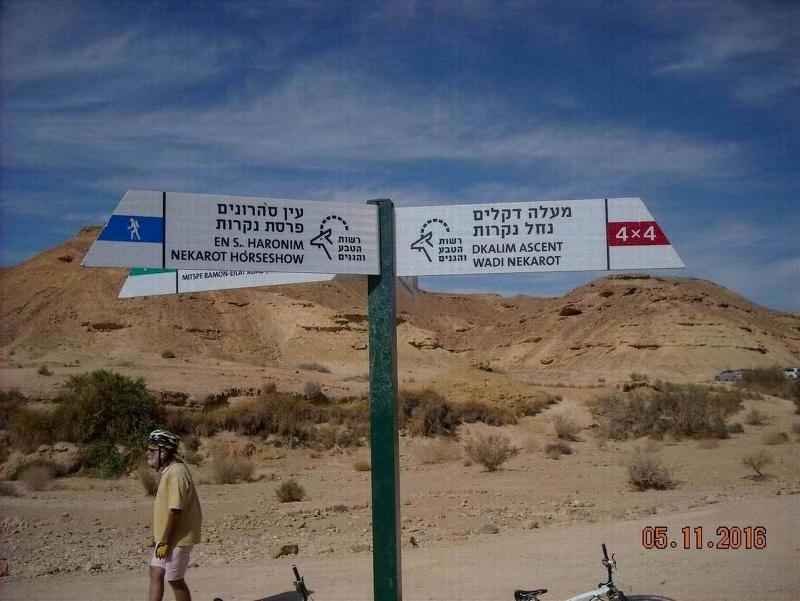 עין סהרונים
פרסת נקרות
EN SAHARONIM
NEKAROT HORSESHOW
רשות
הטבע
והגנים
MITSPE RAMON-EILAT ROAD
מעלה דקלים
נחל נקרות
DKALIM ASCENT
WADI NEKAROT
רשות
הטבע
והגנים
4×4
05.11.2016